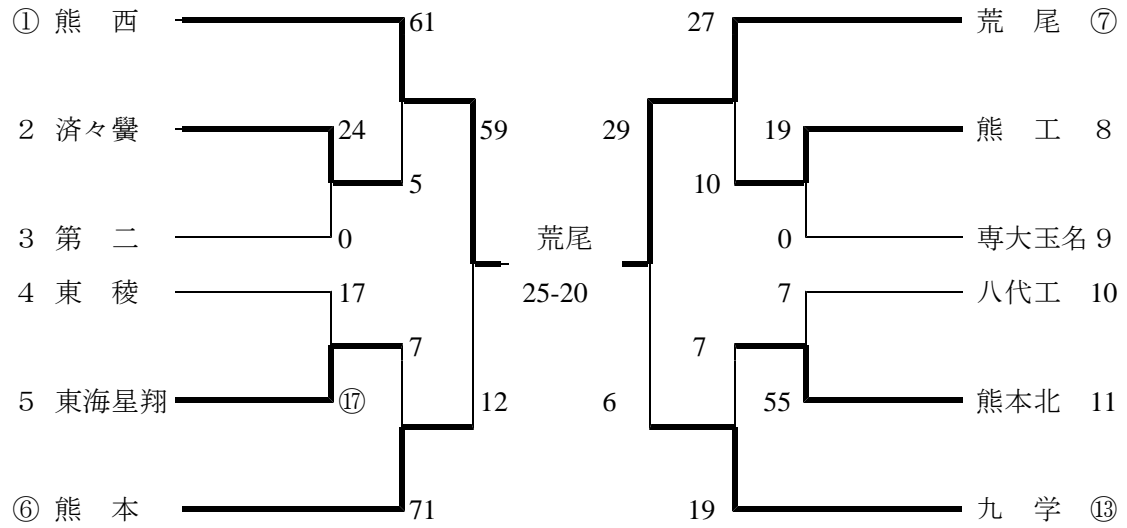 ① 熊 西 61 27 荒 尾 ⑦
2 済々黌 24 59 29 19 熊 工 8
5 10
3 第 二 0 荒尾 0 専大玉名 9
4 東 稜 17 25-20 7 八代工 10
7 7
5 東海星翔 ⑰ 12 6 55 熊本北 11
⑥ 熊 本 71 19 九 学 ⑬